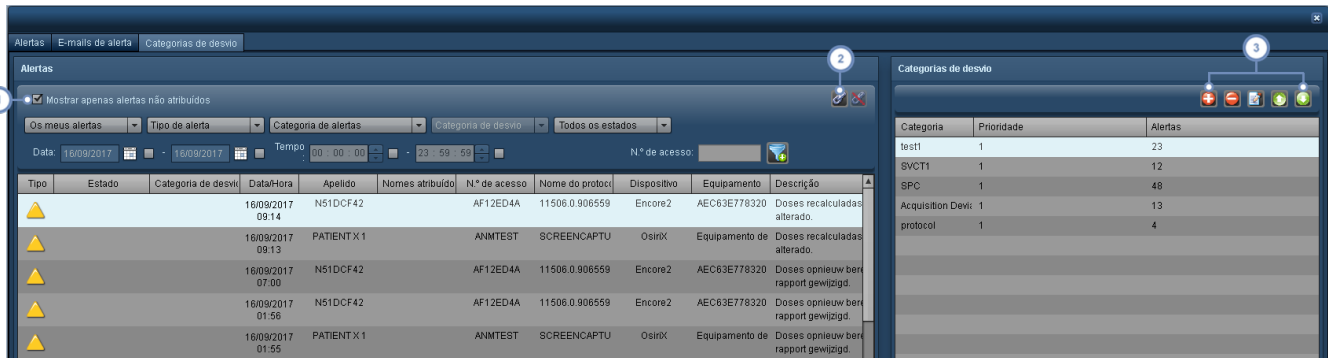 Alertas E-mails de alerta Categorias de desvio
Alertas
2
Categorias de desvio
3
1
Mostrar apenas alertas não atribuídos
Os meus alertas Tipo de alerta Categoria de alertas Categoria de desvio Todos os estados
Data: 16/09/2017 - 16/09/2017 Tempo : 00 : 00 : 00 - 23 : 59 : 59 N.º de acesso:
Tipo Estado Categoria de desvic Data/Hora Apelido Nomes atribuído N.º de acesso Nome do protoco Dispositivo Equipamento Descrição
16/09/2017 09:14 N51DCF42 AF12ED4A 11506.0.906559 Encore2 AEC63E778320 Doses recalculadas alterado.
16/09/2017 09:13 PATIENT X 1 ANMTEST SCREENCAPTU OsiriX Equipamento de Doses recalculadas alterado.
16/09/2017 07:00 N51DCF42 AF12ED4A 11506.0.906559 Encore2 AEC63E778320 Doses opnieuw bere rapport gewijzigd.
16/09/2017 01:56 N51DCF42 AF12ED4A 11506.0.906559 Encore2 AEC63E778320 Doses opnieuw bere rapport gewijzigd.
16/09/2017 01:55 PATIENT X 1 ANMTEST SCREENCAPTU OsiriX Equipamento de Doses opnieuw bere rapport gewijzigd.
Categoria Prioridade Alertas
test1 1 23
SVCT1 1 12
SPC 1 48
Acquisition Devia 1 13
protocol 1 4